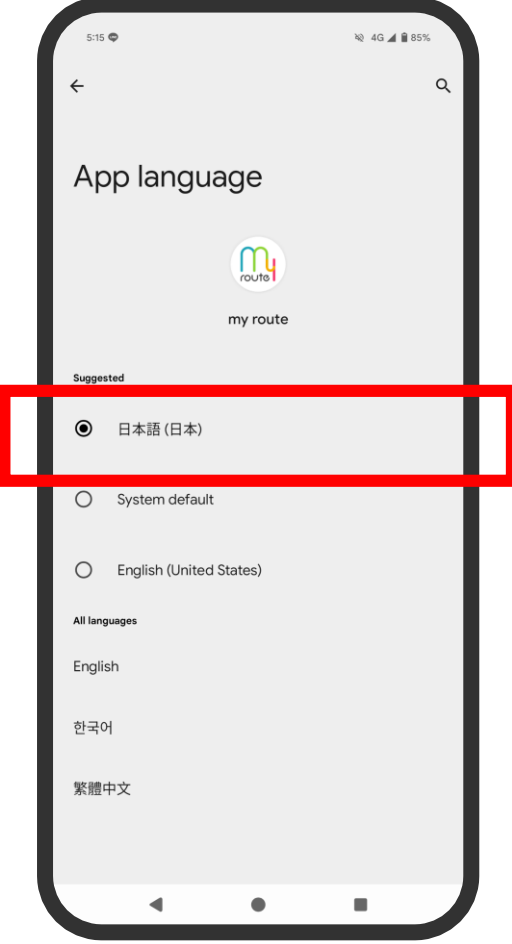 5:15
4G 85%
App language
my
route
my route
Suggested
日本語 (日本)
System default
English (United States)
All languages
English
한국어
繁體中文